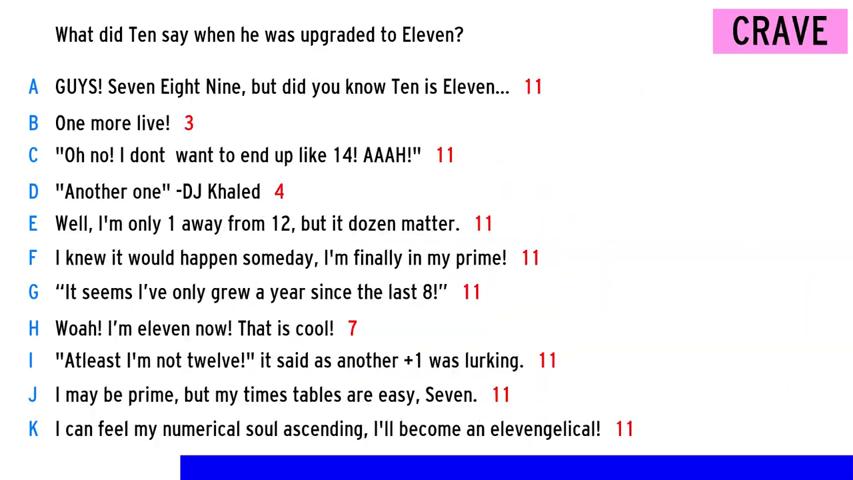 What did Ten say when he was upgraded to Eleven?
CRAVE
A GUYS! Seven Eight Nine, but did you know Ten is Eleven... 11
B One more live! 3
C "Oh no! I dont want to end up like 14! AAAH!" 11
D "Another one" -DJ Khaled 4
E Well, I'm only 1 away from 12, but it dozen matter. 11
F I knew it would happen someday, I'm finally in my prime! 11
G “It seems I’ve only grew a year since the last 8!” 11
H Woah! I’m eleven now! That is cool! 7
I "Atleast I'm not twelve!" it said as another +1 was lurking. 11
J I may be prime, but my times tables are easy, Seven. 11
K I can feel my numerical soul ascending, I'll become an elevengelical! 11